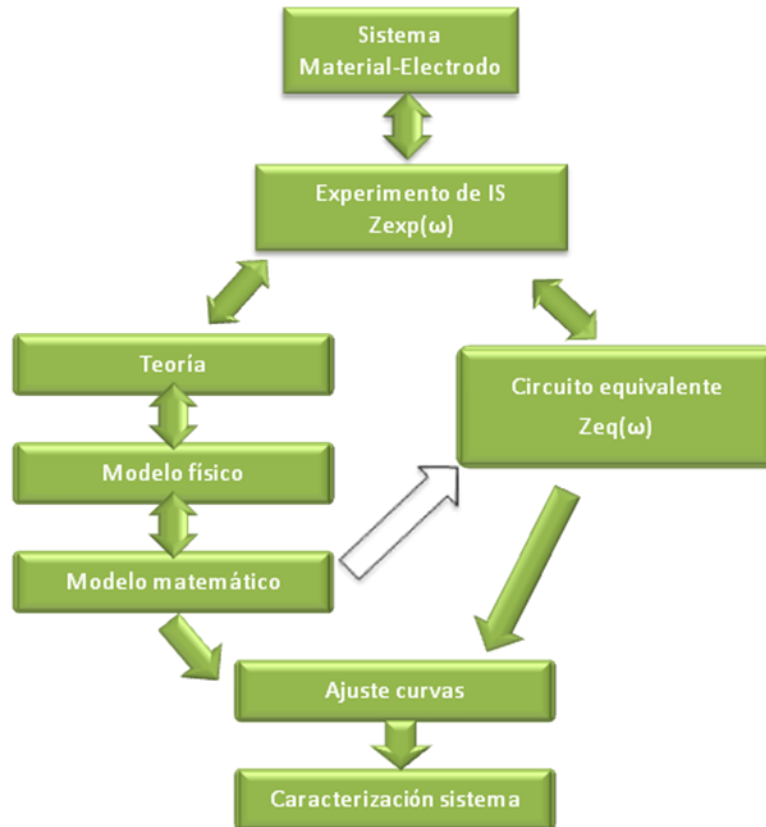 Sistema
Material-Electrodo
Experimento de IS
Zexp(ω)
Teoría
Circuito equivalente
Zeq(ω)
Modelo físico
Modelo matemático
Ajuste curvas
Caracterización sistema